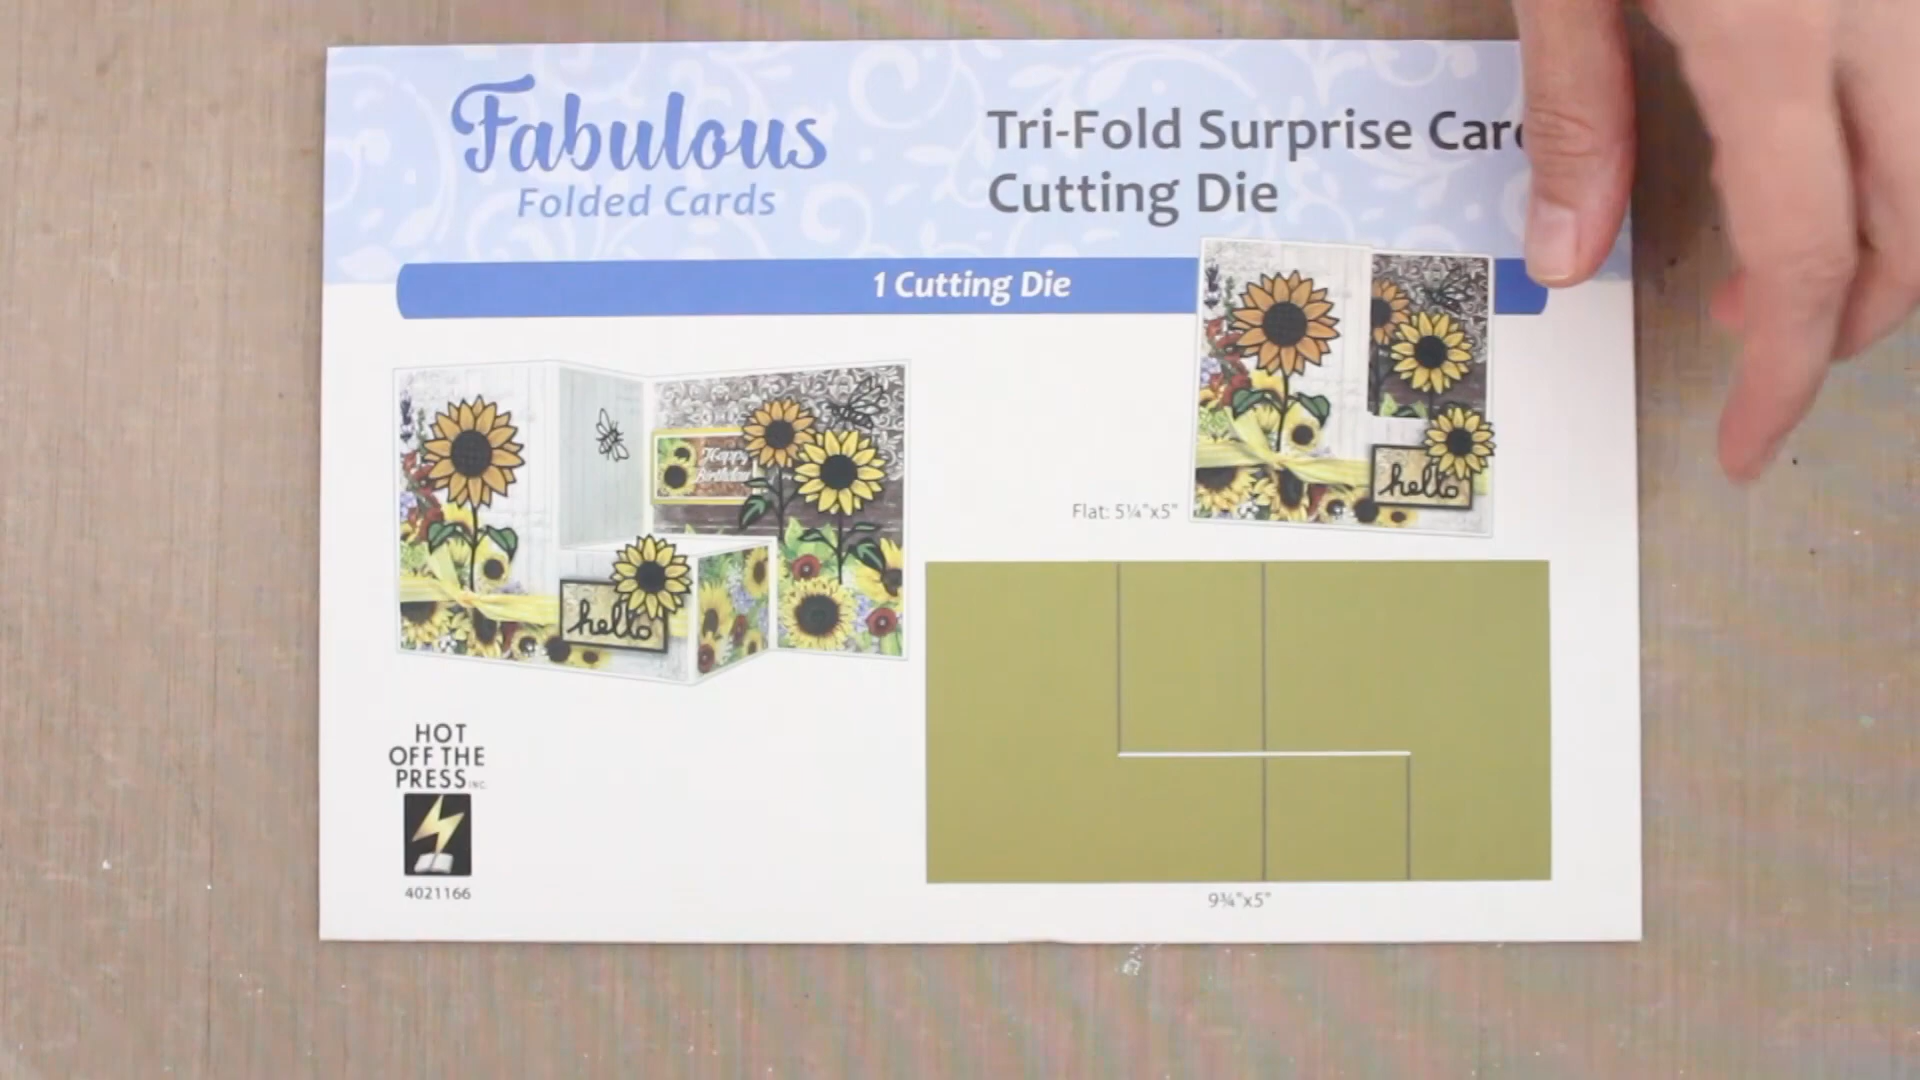 Fabulous
Folded Cards
Tri-Fold Surprise
Cutting Die
1 Cutting Die
Happy
Birthday
hello
Flat: 5¼"x5"
hello
HOT
OFF THE
PRESS INC.
4021166
9¾"x5"